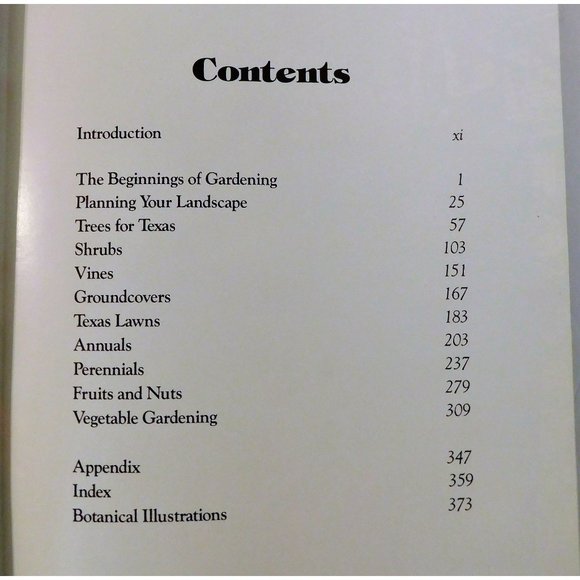 Contents
Introduction xi
The Beginnings of Gardening 1
Planning Your Landscape 25
Trees for Texas 57
Shrubs 103
Vines 151
Groundcovers 167
Texas Lawns 183
Annuals 203
Perennials 237
Fruits and Nuts 279
Vegetable Gardening 309
Appendix 347
Index 359
Botanical Illustrations 373